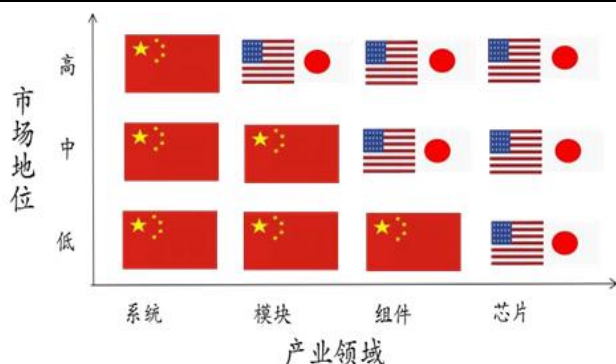 市场地位
高
中
低
系统 模块 组件 芯片
产业领域